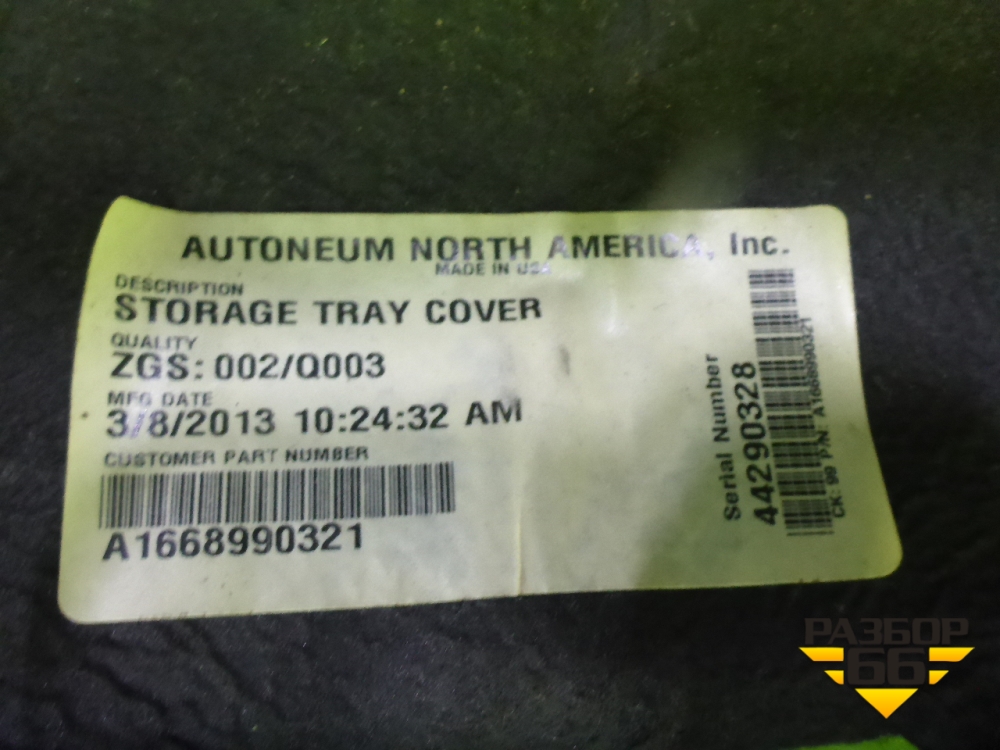 AUTONEUM NORTH AMERICA, Inc.
MADE IN USA
DESCRIPTION
STORAGE TRAY COVER
QUALITY
ZGS: 002/Q003
MFG DATE
3/8/2013 10:24:32 AM
CUSTOMER PART NUMBER
A1668990321
Serial Number
44290328
CK: 99 P/N: A1668990321
РАЗБОР
66